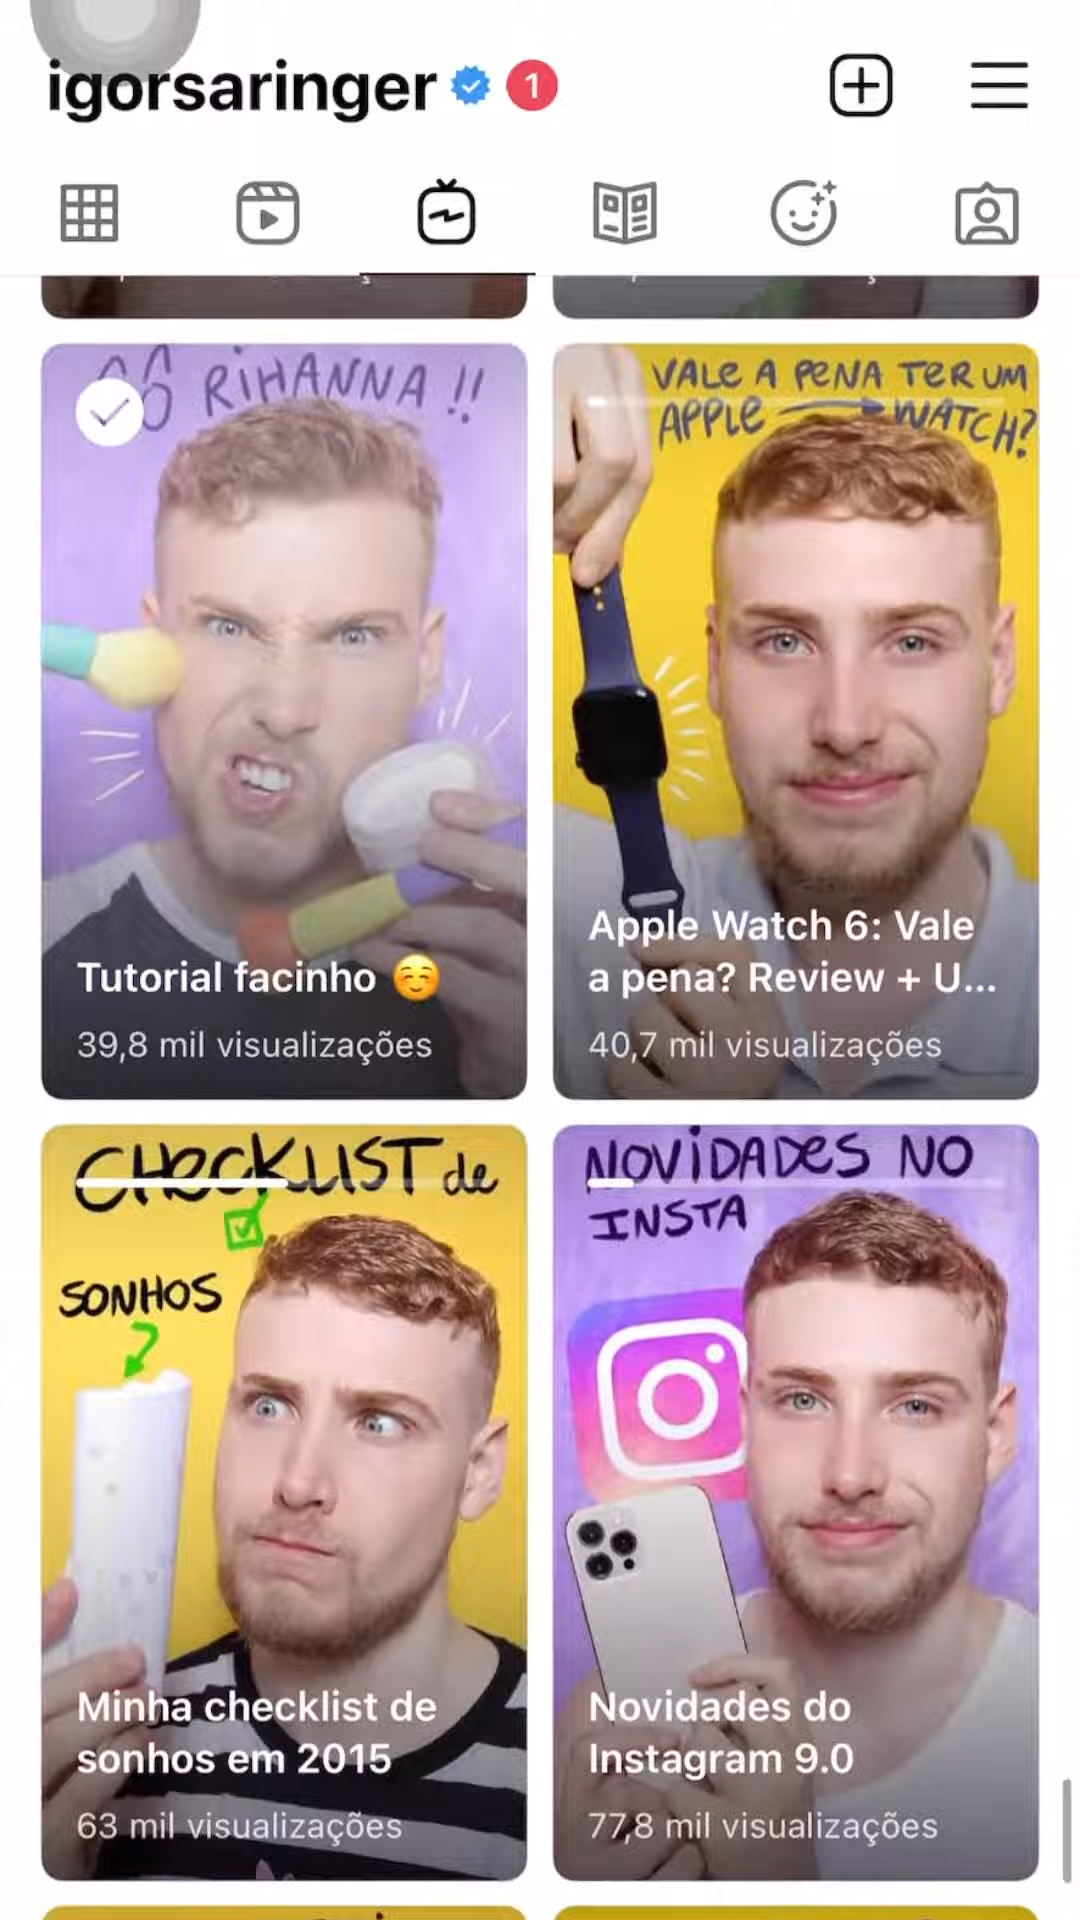 igorsaringer 1
RIHANNA !!
Tutorial facinho ☺️
39,8 mil visualizações
VALE A PENA TER UM
APPLE WATCH?
Apple Watch 6: Vale
a pena? Review + U...
40,7 mil visualizações
CHECKLIST de
SONHOS
Minha checklist de
sonhos em 2015
63 mil visualizações
NOVIDADES NO
INSTA
Novidades do
Instagram 9.0
77,8 mil visualizações